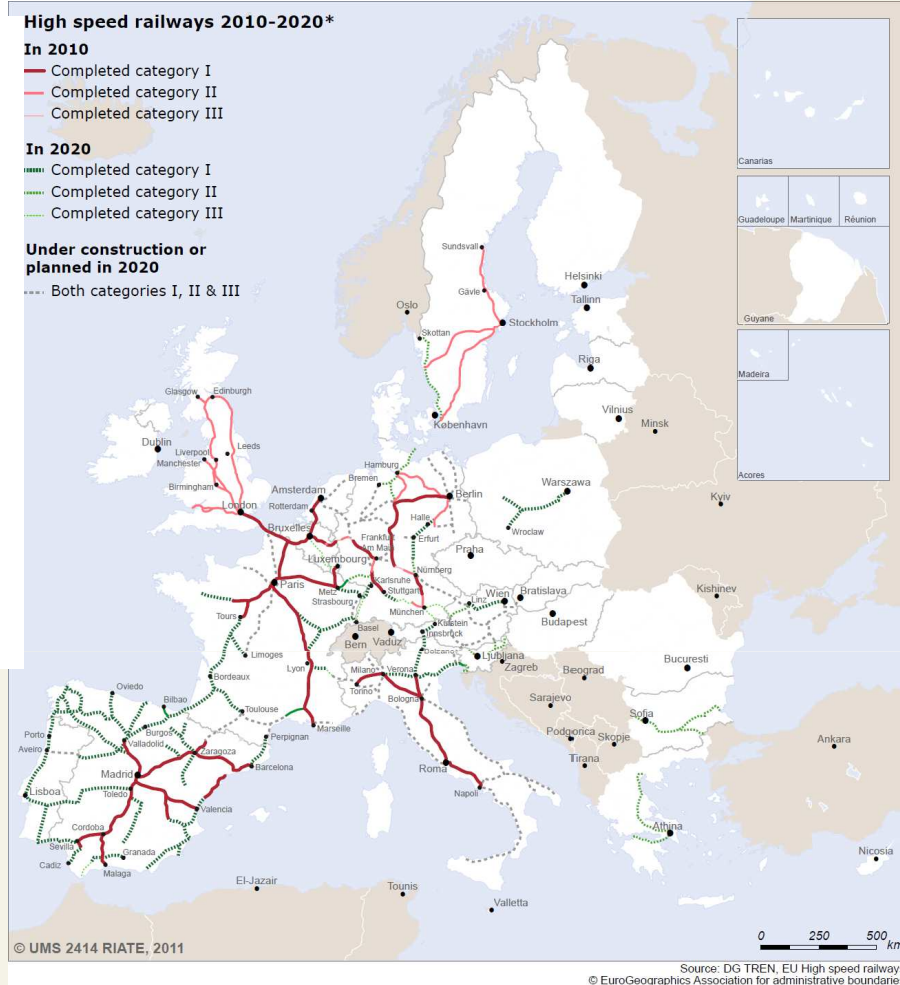 High speed railways 2010-2020*
In 2010
Completed category I
Completed category II
Completed category III
In 2020
Completed category I
Completed category II
Completed category III
Under construction or
planned in 2020
Both categories I, II & III
Canarias
Guadeloupe
Martinique
Réunion
Guyane
Madeira
Acores
Sundsvall
Gävle
Helsinki
Tallinn
Oslo
Stockholm
Skottan
Riga
Glasgow
Edinburgh
Vilnius
København
Minsk
Dublin
Leeds
Liverpool
Manchester
Hamburg
Bremen
Birmingham
Amsterdam
Berlin
Warszawa
London
Rotterdam
Kyiv
Halle
Bruxelles
Wroclaw
Erfurt
Frankfurt
Am Main
Praha
Luxembourg
Nürnberg
Paris
Karlsruhe
Metz
Stuttgart
Strasbourg
Kishinev
Linz
Wien
Bratislava
München
Tours
Budapest
Kufstein
Basel
Innsbruck
Bern
Vaduz
Limoges
Ljubljana
Lyon
Milano
Verona
Zagreb
Bucuresti
Bordeaux
Torino
Beograd
Oviedo
Bologna
Bilbao
Sarajevo
Toulouse
Sofia
Marseille
Porto
Burgos
Perpignan
Podgorica
Ankara
Valladolid
Skopje
Aveiro
Zaragoza
Tirana
Barcelona
Roma
Madrid
Lisboa
Toledo
Napoli
Valencia
Cordoba
Athina
Sevilla
Granada
Nicosia
Cadiz
Malaga
El-Jazair
Tounis
Valletta
© UMS 2414 RIATE, 2011
0 250 500
km
Source: DG TREN, EU High speed railways
© EuroGeographics Association for administrative boundaries